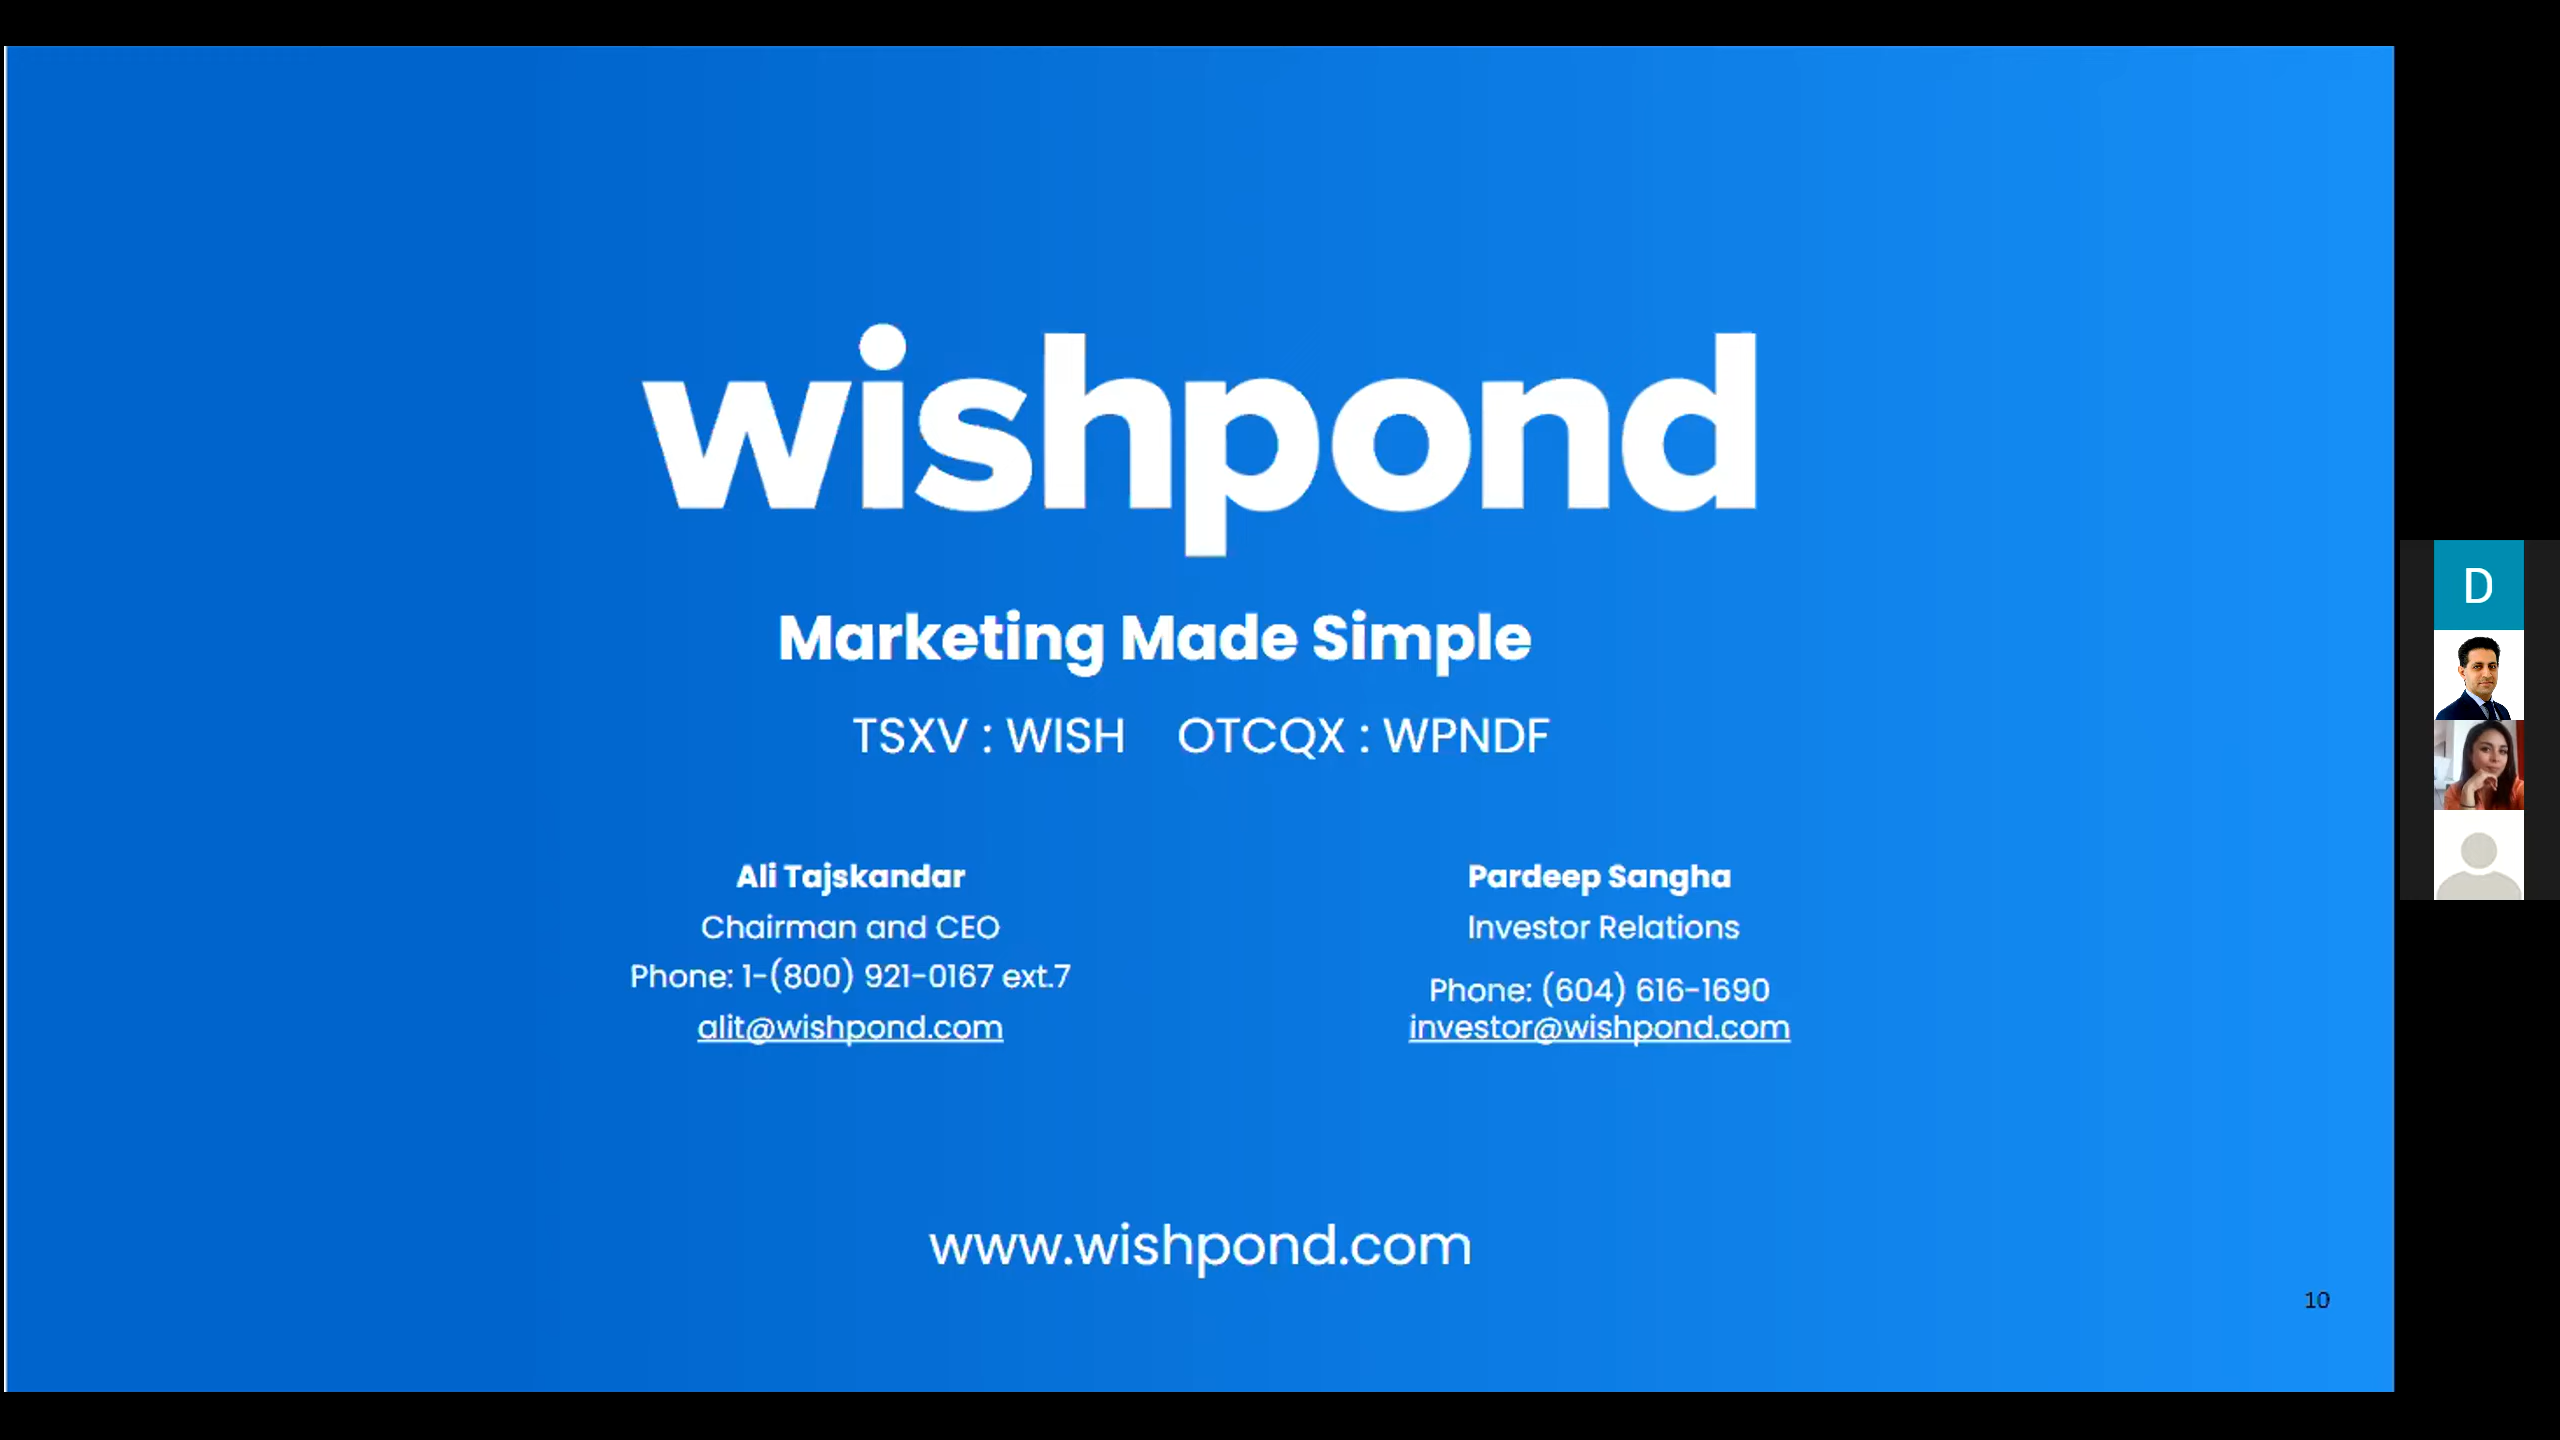 wishpond
Marketing Made Simple
TSXV : WISH OTCQX : WPNDF
Ali Tajskandar
Chairman and CEO
Phone: 1-(800) 921-0167 ext.7
alit@wishpond.com
Pardeep Sangha
Investor Relations
Phone: (604) 616-1690
investor@wishpond.com
www.wishpond.com
10
D